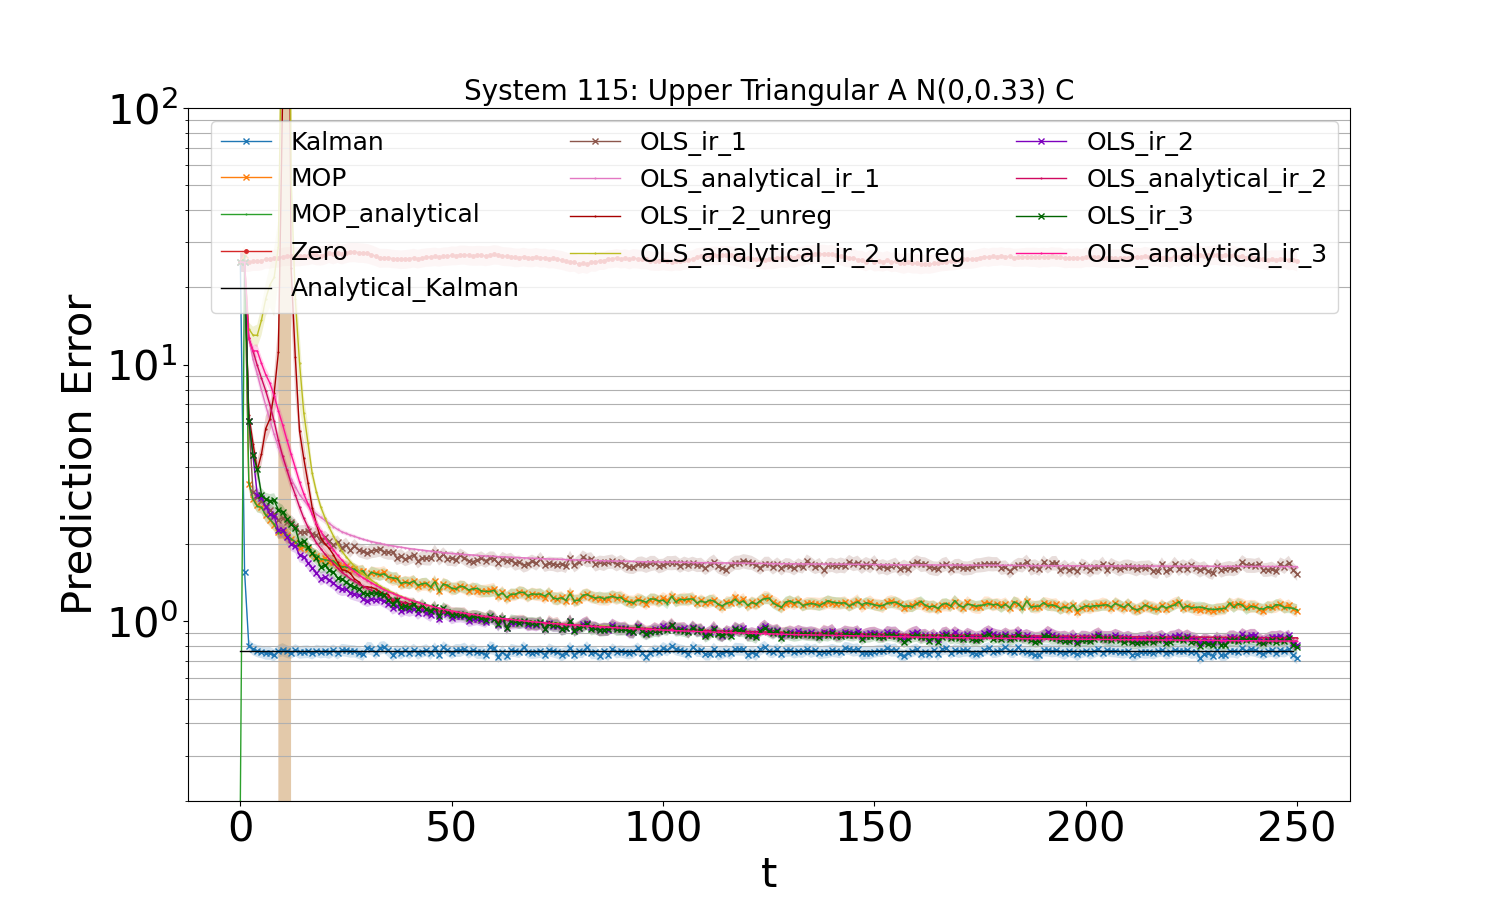 System 115: Upper Triangular A N(0,0.33) C
10²
10¹
10⁰
Prediction Error
Kalman
MOP
MOP_analytical
Zero
Analytical_Kalman
OLS_ir_1
OLS_analytical_ir_1
OLS_ir_2_unreg
OLS_analytical_ir_2_unreg
OLS_ir_2
OLS_analytical_ir_2
OLS_ir_3
OLS_analytical_ir_3
0 50 100 150 200 250
t